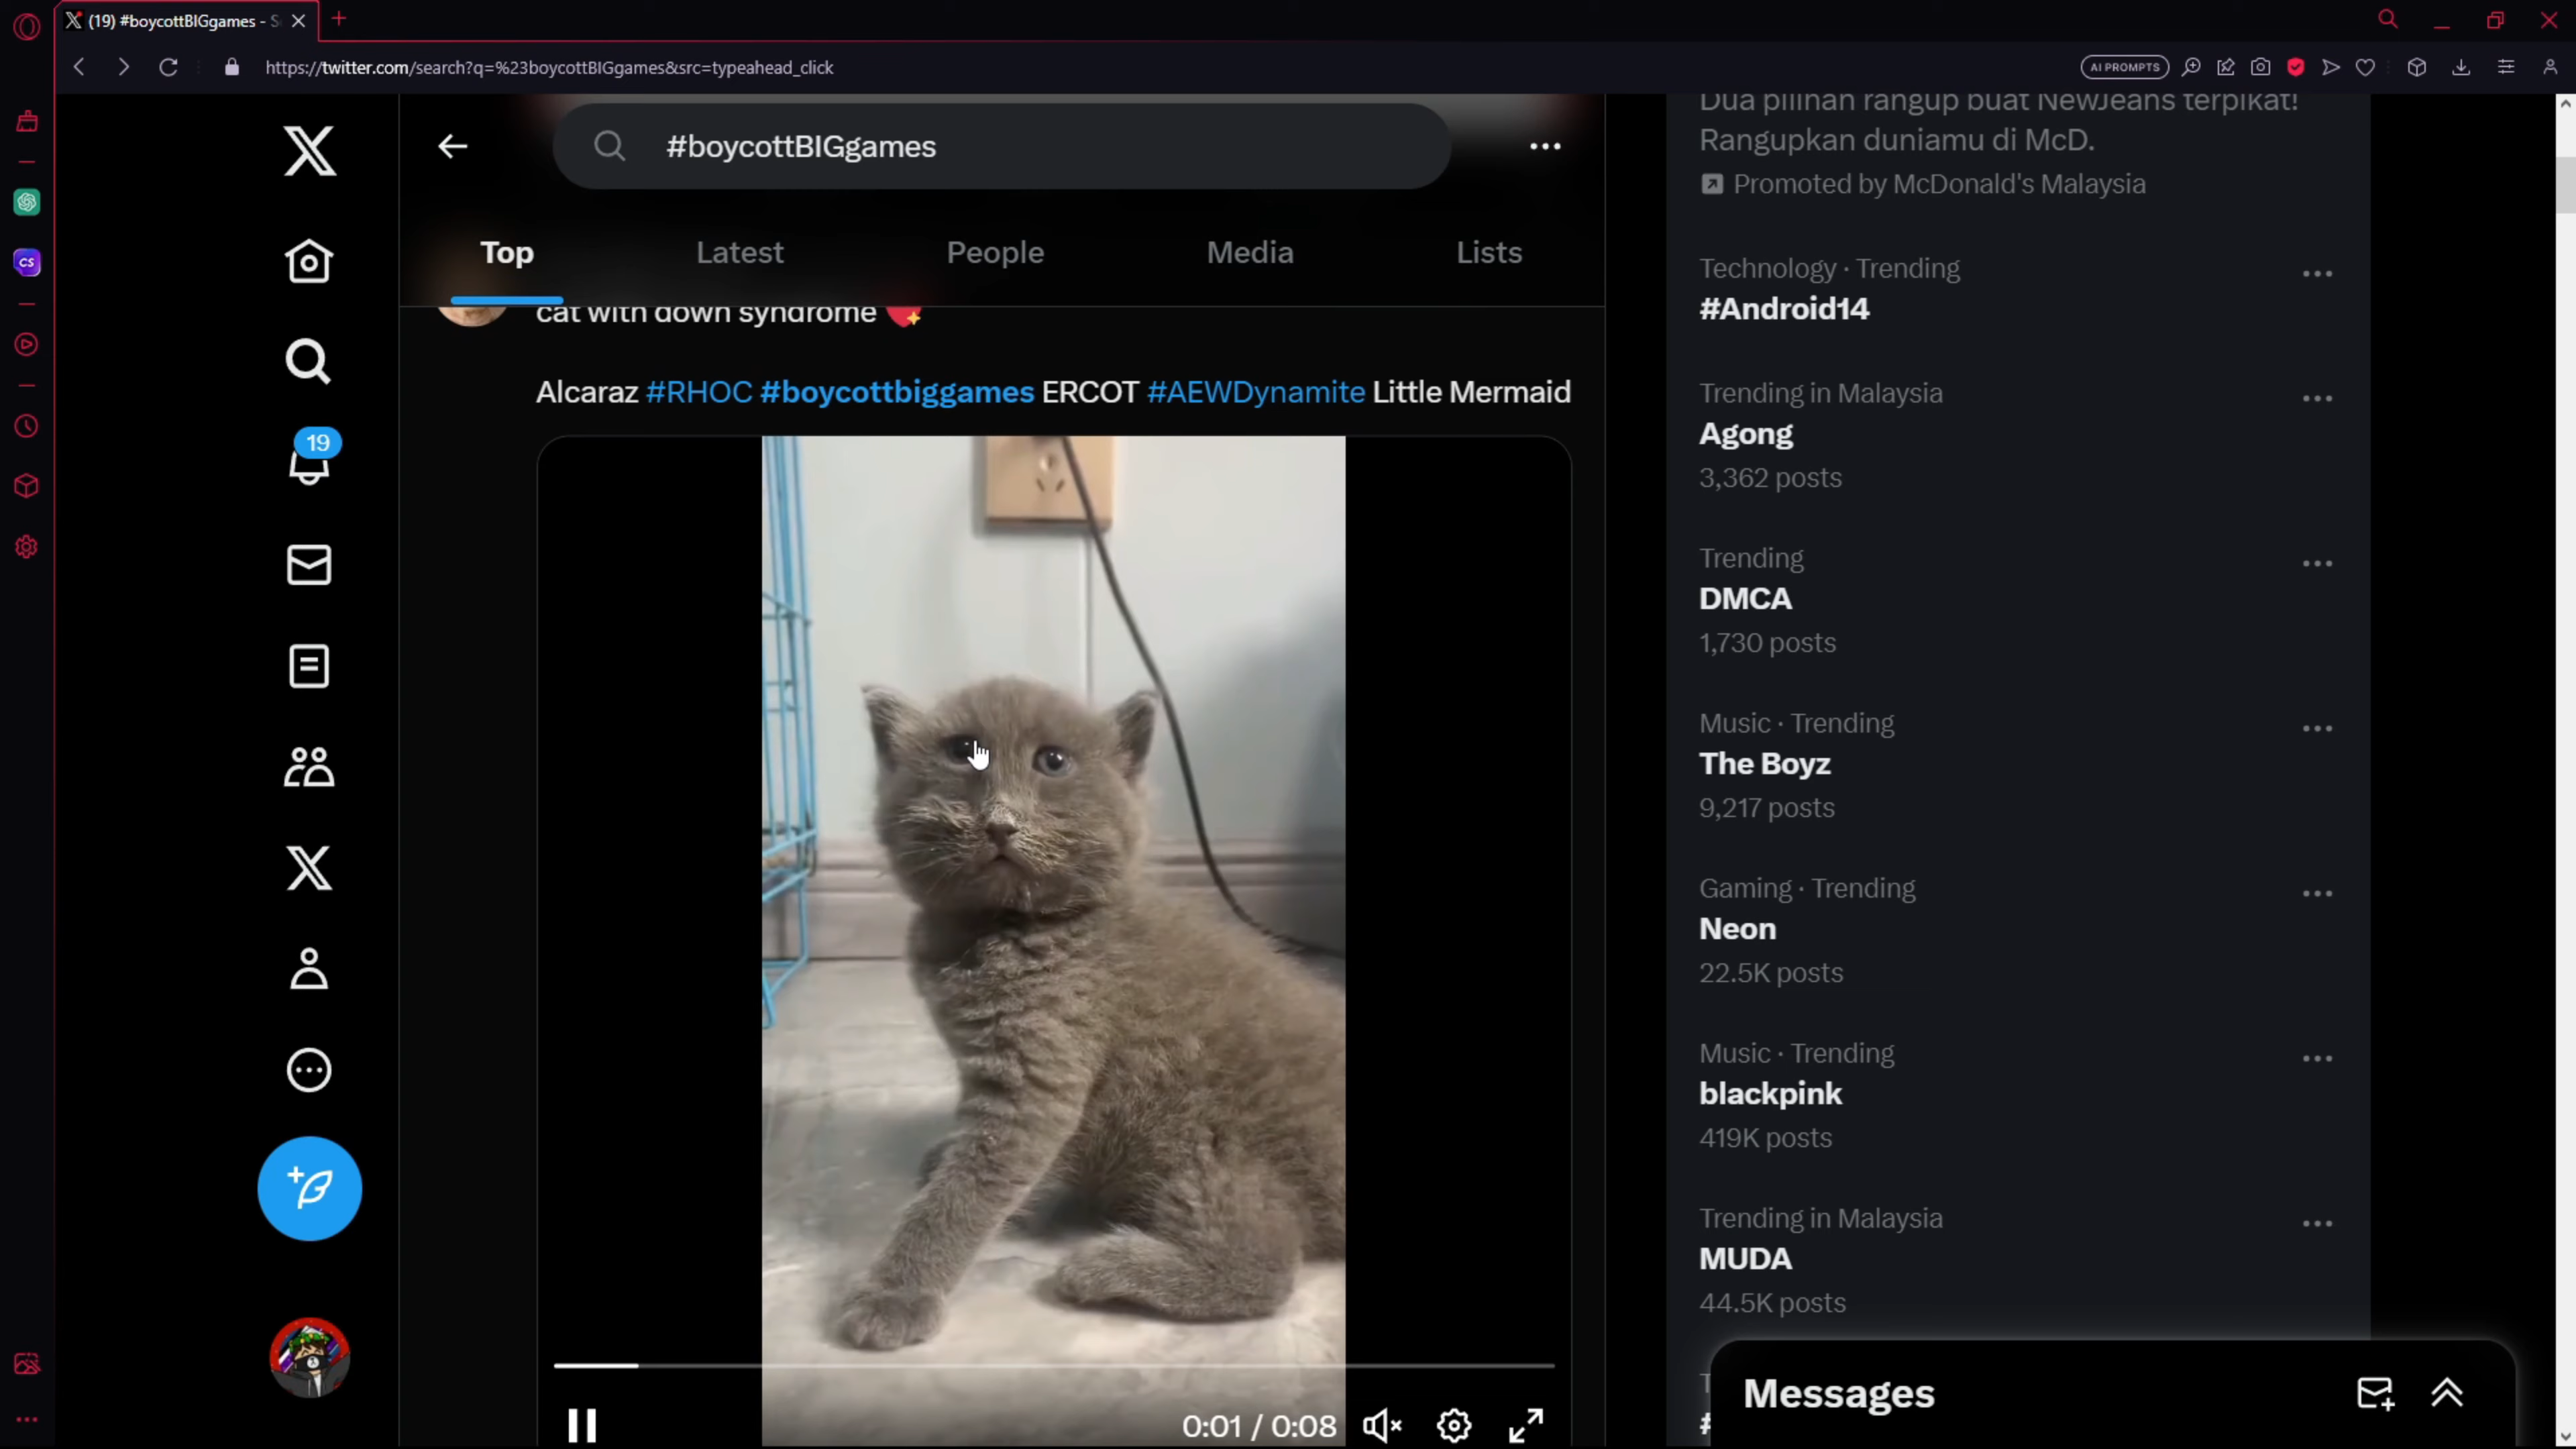 (19) #boycottBIGgames - S
https://twitter.com/search?q=%23boycottBIGgames&src=typeahead_click
AI PROMPTS
CS
#boycottBIGgames
Top
Latest
People
Media
Lists
19
cat with down syndrome
Alcaraz #RHOC #boycottbiggames ERCOT #AEWDynamite Little Mermaid
0:01 / 0:08
Dua pilihan rangup buat NewJeans terpikat!
Rangupkan duniamu di McD.
Promoted by McDonald's Malaysia
Technology · Trending
#Android14
Trending in Malaysia
Agong
3,362 posts
Trending
DMCA
1,730 posts
Music · Trending
The Boyz
9,217 posts
Gaming · Trending
Neon
22.5K posts
Music · Trending
blackpink
419K posts
Trending in Malaysia
MUDA
44.5K posts
Messages